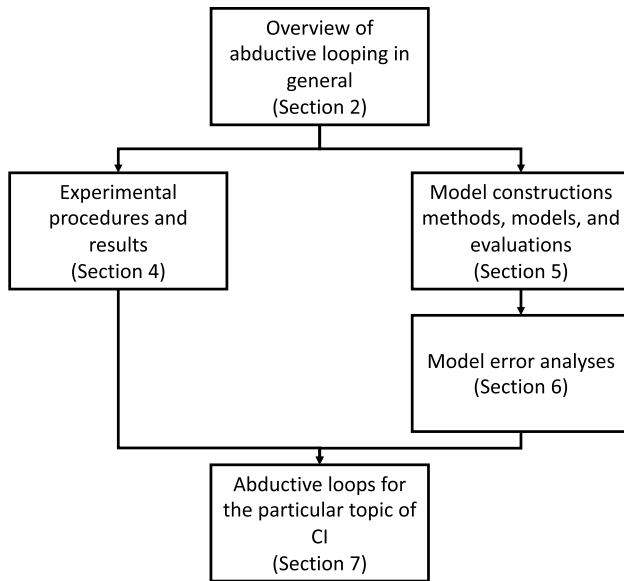 Overview of
abductive looping in
general
(Section 2)
Experimental
procedures and
results
(Section 4)
Model constructions
methods, models, and
evaluations
(Section 5)
Model error analyses
(Section 6)
Abductive loops for
the particular topic of
CI
(Section 7)